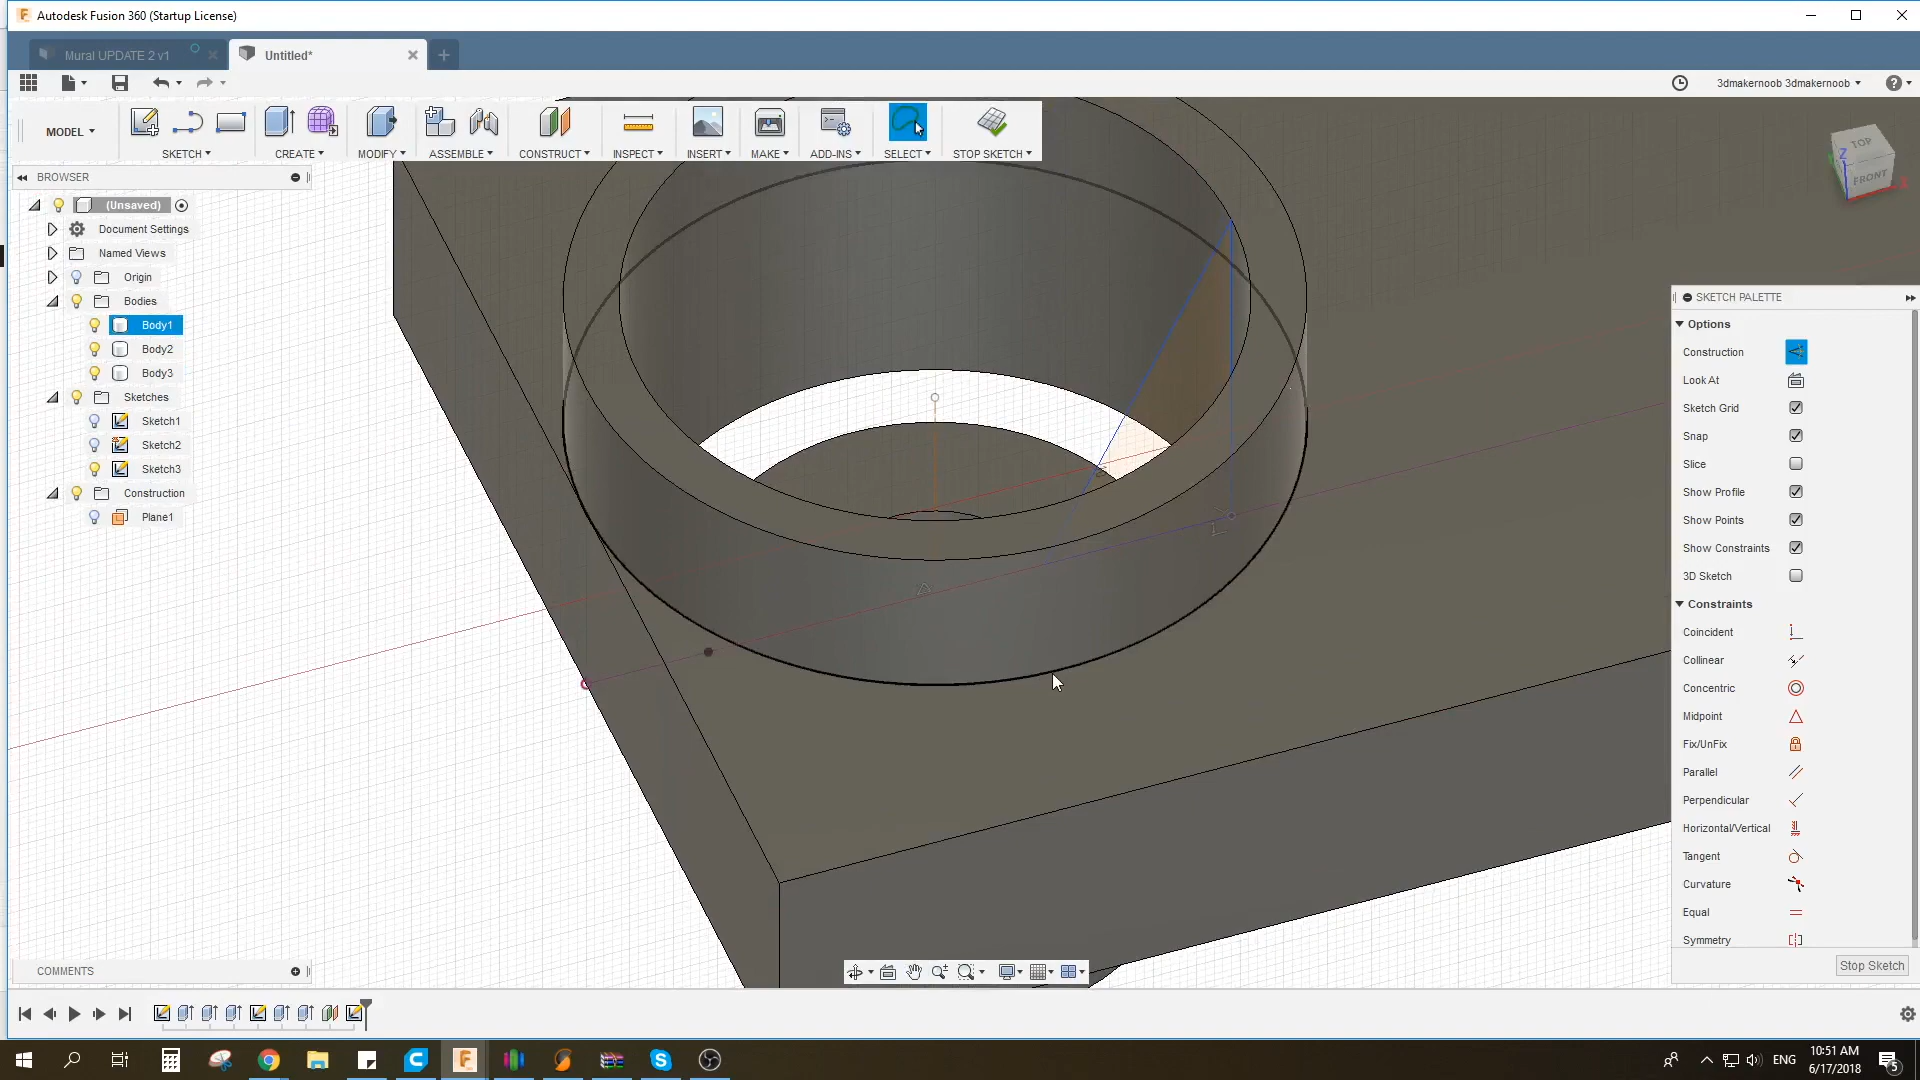 Autodesk Fusion 360 (Startup License)
Mural UPDATE 2 v1
Untitled*
3dmakernoob 3dmakernoob
MODEL
SKETCH
CREATE
MODIFY
ASSEMBLE
CONSTRUCT
INSPECT
INSERT
MAKE
ADD-INS
SELECT
STOP SKETCH
TOP
FRONT
Z
BROWSER
(Unsaved)
Document Settings
Named Views
Origin
Bodies
Body1
Body2
Body3
Sketches
Sketch1
Sketch2
Sketch3
Construction
Plane1
SKETCH PALETTE
Options
Construction
Look At
Sketch Grid
Snap
Slice
Show Profile
Show Points
Show Constraints
3D Sketch
Constraints
Coincident
Collinear
Concentric
Midpoint
Fix/UnFix
Parallel
Perpendicular
Horizontal/Vertical
Tangent
Curvature
Equal
Symmetry
Stop Sketch
COMMENTS
ENG
10:51 AM
6/17/2018
5